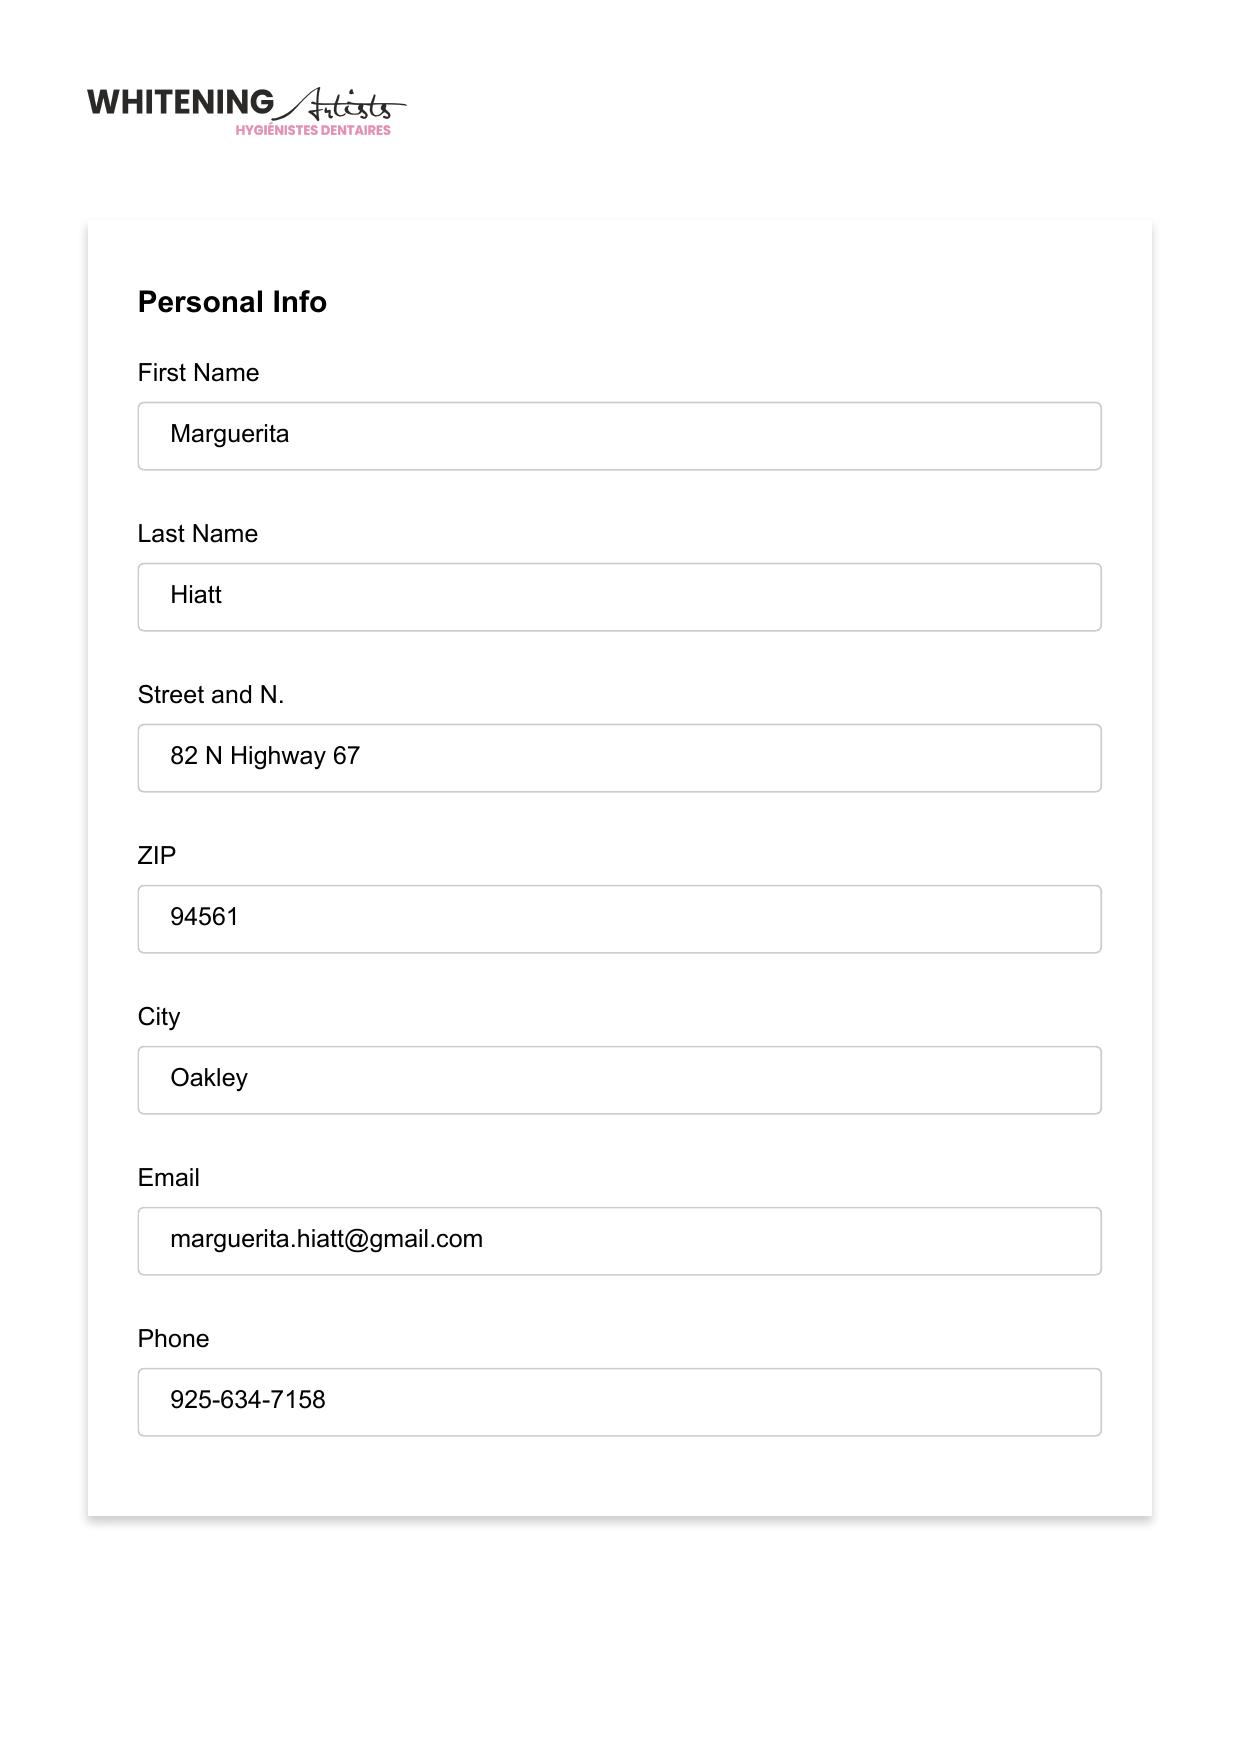 WHITENING Artists
HYGIÉNISTES DENTAIRES
Personal Info
First Name
Marguerita
Last Name
Hiatt
Street and N.
82 N Highway 67
ZIP
94561
City
Oakley
Email
marguerita.hiatt@gmail.com
Phone
925-634-7158